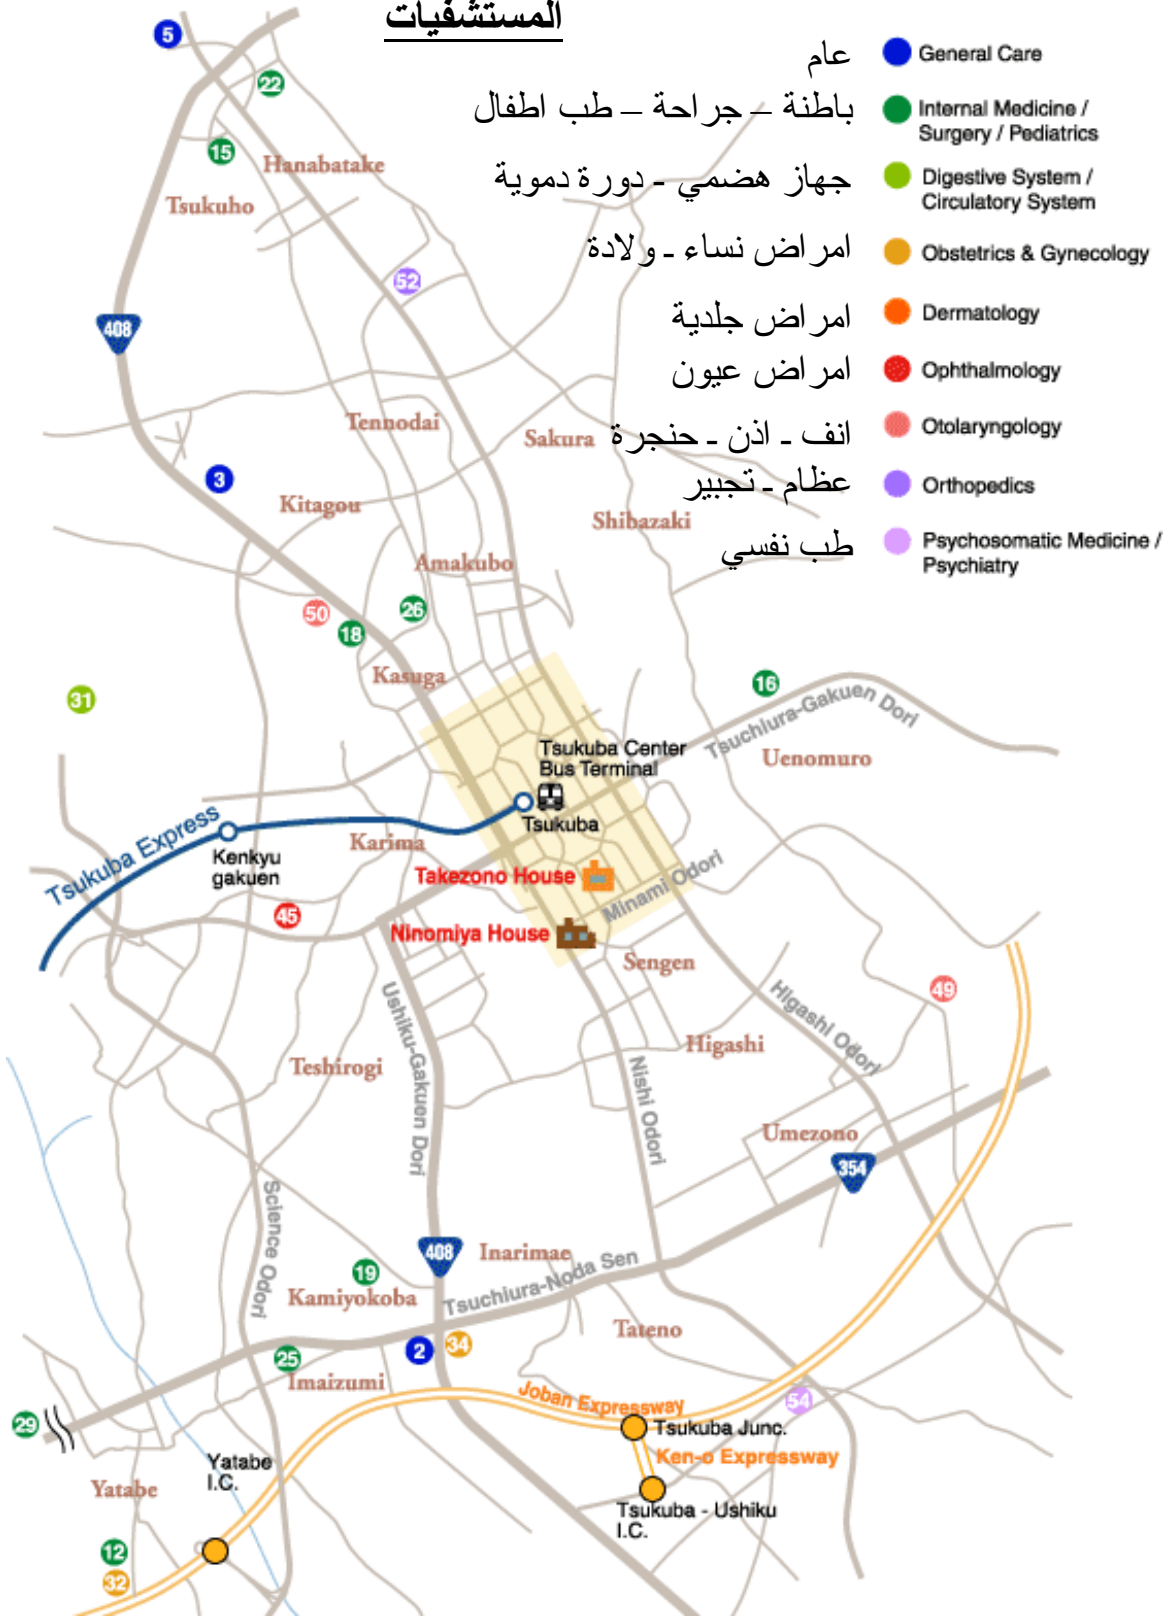 المستشفيات
عام
General Care
باطنة – جراحة – طب اطفال
Internal Medicine /
Surgery / Pediatrics
جهاز هضمي - دورة دموية
Digestive System /
Circulatory System
امراض نساء - ولادة
Obstetrics & Gynecology
امراض جلدية
Dermatology
امراض عيون
Ophthalmology
انف - اذن - حنجرة
Otolaryngology
عظام - تجبير
Orthopedics
طب نفسي
Psychosomatic Medicine /
Psychiatry
5
22
15
Hanabatake
Tsukuho
52
408
Tennodai
Sakura
3
Kitagou
Shibazaki
Amakubo
50
18
26
Kasuga
31
16
Tsuchiura-Gakuen Dori
Uenomuro
Tsukuba Center
Bus Terminal
Tsukuba
Tsukuba Express
Kenkyu
gakuen
Karima
Takezono House
Minami Odori
45
Ninomiya House
Sengen
49
Ushiku-Gakuen Dori
Higashi Odori
Higashi
Teshirogi
Nishi Odori
Umezono
354
Science Odori
408
Inarimae
19
Kamiyokoba
Tsuchiura-Noda Sen
Tateno
2
34
25
Imaizumi
Joban Expressway
54
29
Tsukuba Junc.
Ken-o Expressway
Yatabe
I.C.
Yatabe
Tsukuba - Ushiku
I.C.
12
32